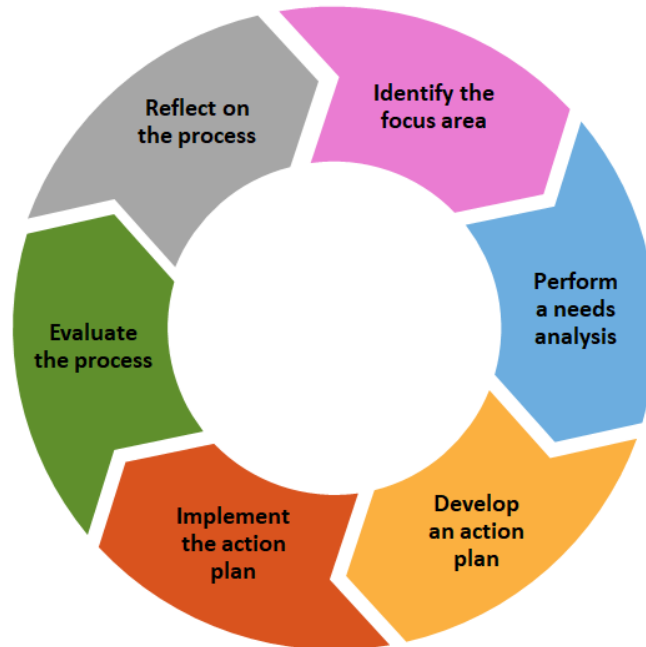 Identify the
focus area
Perform
a needs
analysis
Develop
an action
plan
Implement
the action
plan
Evaluate
the process
Reflect on
the process